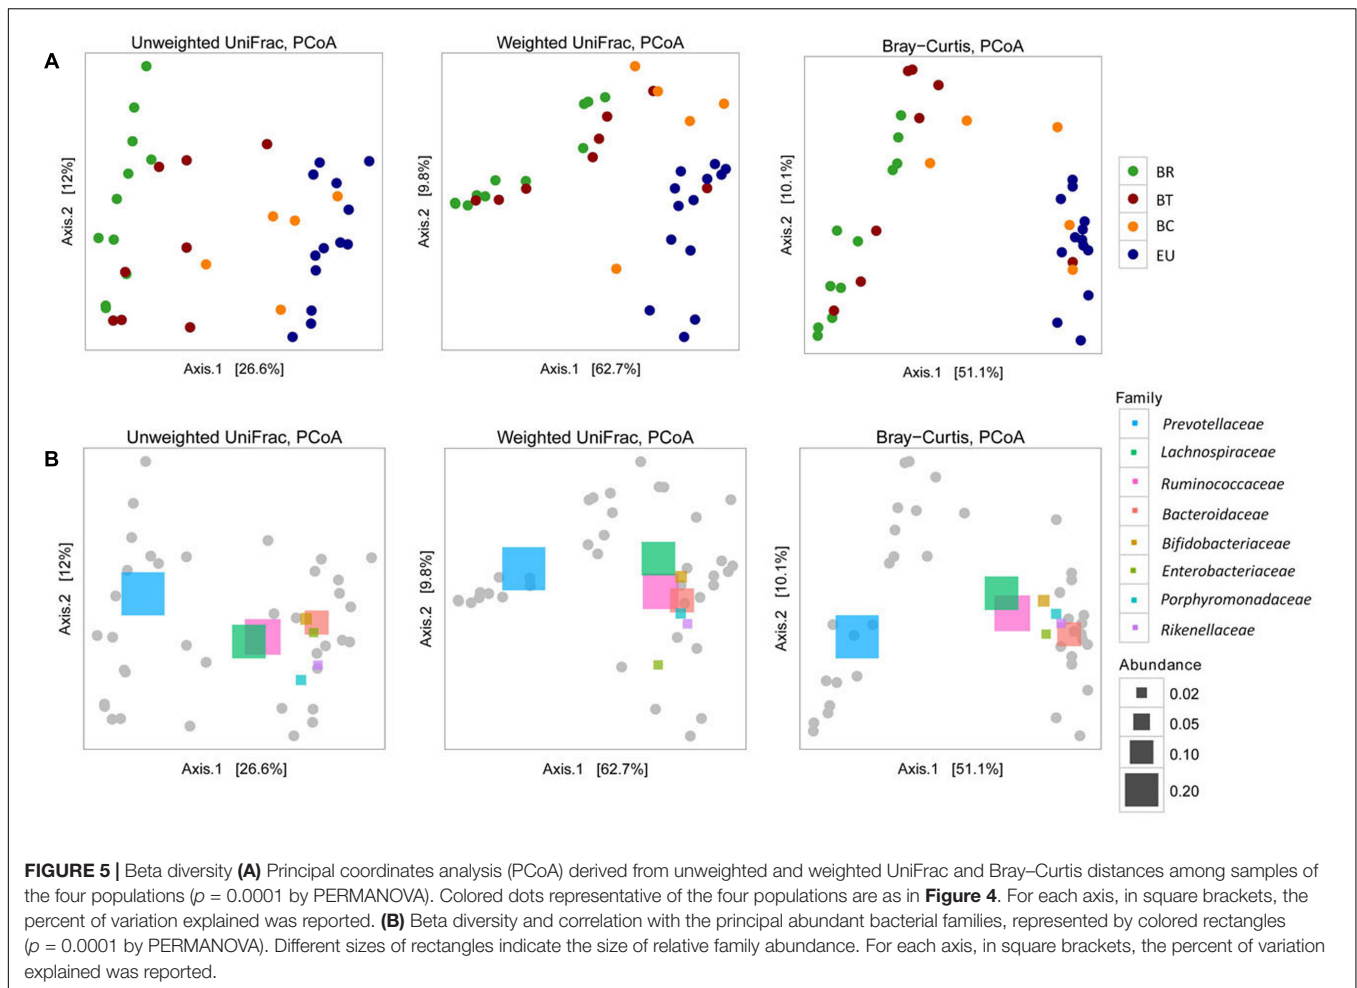 A
Unweighted UniFrac, PCoA
Axis.2 [12%]
Axis.1 [26.6%]
Weighted UniFrac, PCoA
Axis.2 [9.8%]
Axis.1 [62.7%]
Bray−Curtis, PCoA
Axis.2 [10.1%]
Axis.1 [51.1%]
BR
BT
BC
EU
B
Unweighted UniFrac, PCoA
Axis.2 [12%]
Axis.1 [26.6%]
Weighted UniFrac, PCoA
Axis.2 [9.8%]
Axis.1 [62.7%]
Bray−Curtis, PCoA
Axis.2 [10.1%]
Axis.1 [51.1%]
Family
Prevotellaceae
Lachnospiraceae
Ruminococcaceae
Bacteroidaceae
Bifidobacteriaceae
Enterobacteriaceae
Porphyromonadaceae
Rikenellaceae
Abundance
0.02
0.05
0.10
0.20
FIGURE 5 | Beta diversity (A) Principal coordinates analysis (PCoA) derived from unweighted and weighted UniFrac and Bray–Curtis distances among samples of
the four populations (p = 0.0001 by PERMANOVA). Colored dots representative of the four populations are as in Figure 4. For each axis, in square brackets, the
percent of variation explained was reported. (B) Beta diversity and correlation with the principal abundant bacterial families, represented by colored rectangles
(p = 0.0001 by PERMANOVA). Different sizes of rectangles indicate the size of relative family abundance. For each axis, in square brackets, the percent of variation
explained was reported.